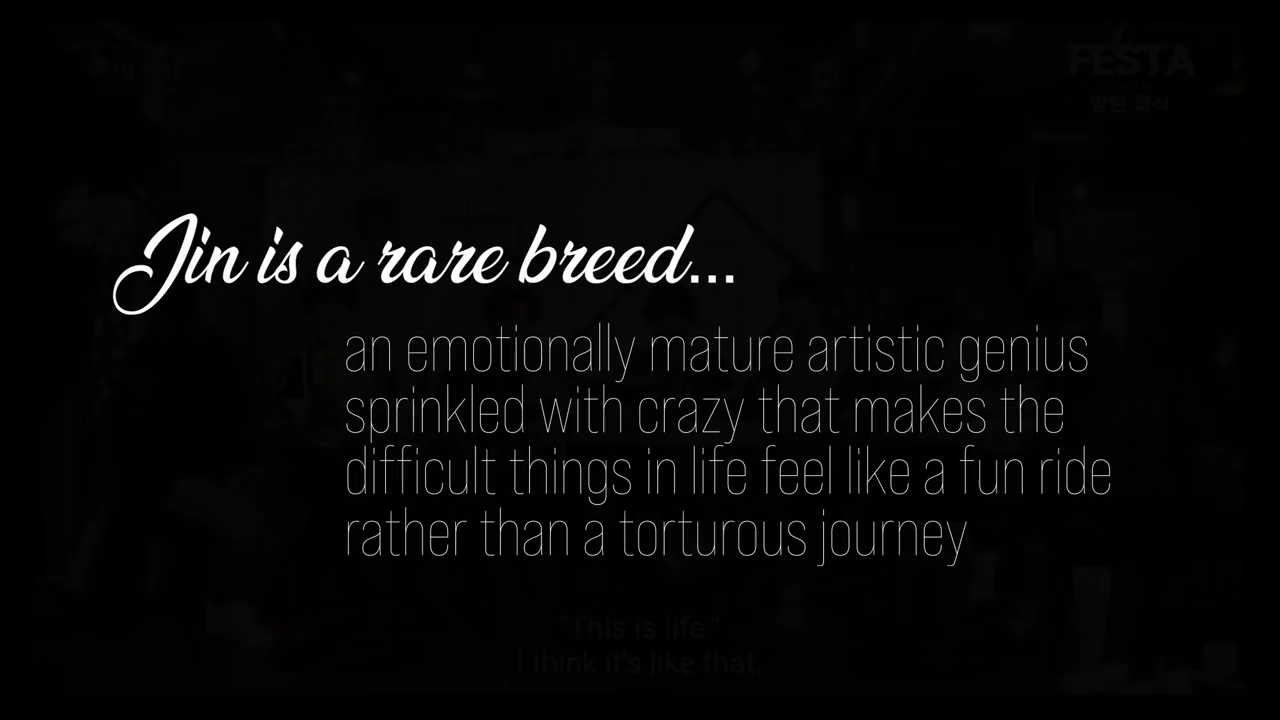 FESTA
Jin is a rare breed...
an emotionally mature artistic genius
sprinkled with crazy that makes the
difficult things in life feel like a fun ride
rather than a torturous journey
"This is life."
I think it's like that.